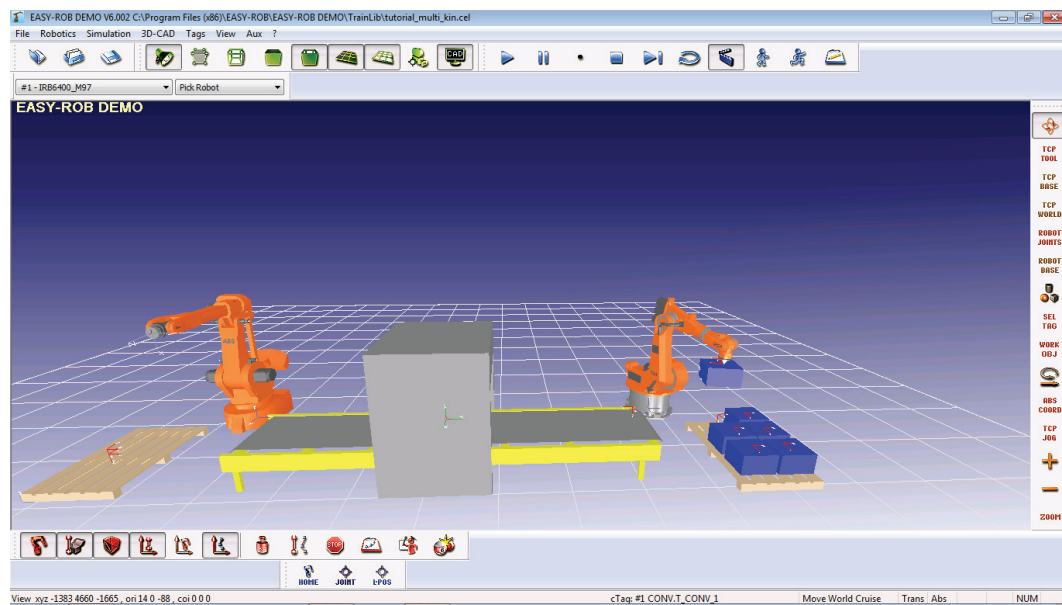 EASY-ROB DEMO V6.002 C:\Program Files (x86)\EASY-ROB\EASY-ROB DEMO\TrainLib\tutorial_multi_kin.cel
File Robotics Simulation 3D-CAD Tags View Aux ?
CAD
#1 - IRB6400_M97
Pick Robot
EASY-ROB DEMO
ABB
TCP
TOOL
TCP
BASE
TCP
WORLD
ROBOT
JOINTS
ROBOT
BASE
SEL
TAG
WORK
OBJ
ABS
COORD
TCP
JOG
ZOOM
STOP
HOME JOINT I-POS
View xyz -1383 4660 -1665 , ori 14 0 -88 , coi 0 0 0
cTag: #1 CONV.T_CONV_1
Move World Cruise
Trans Abs
NUM